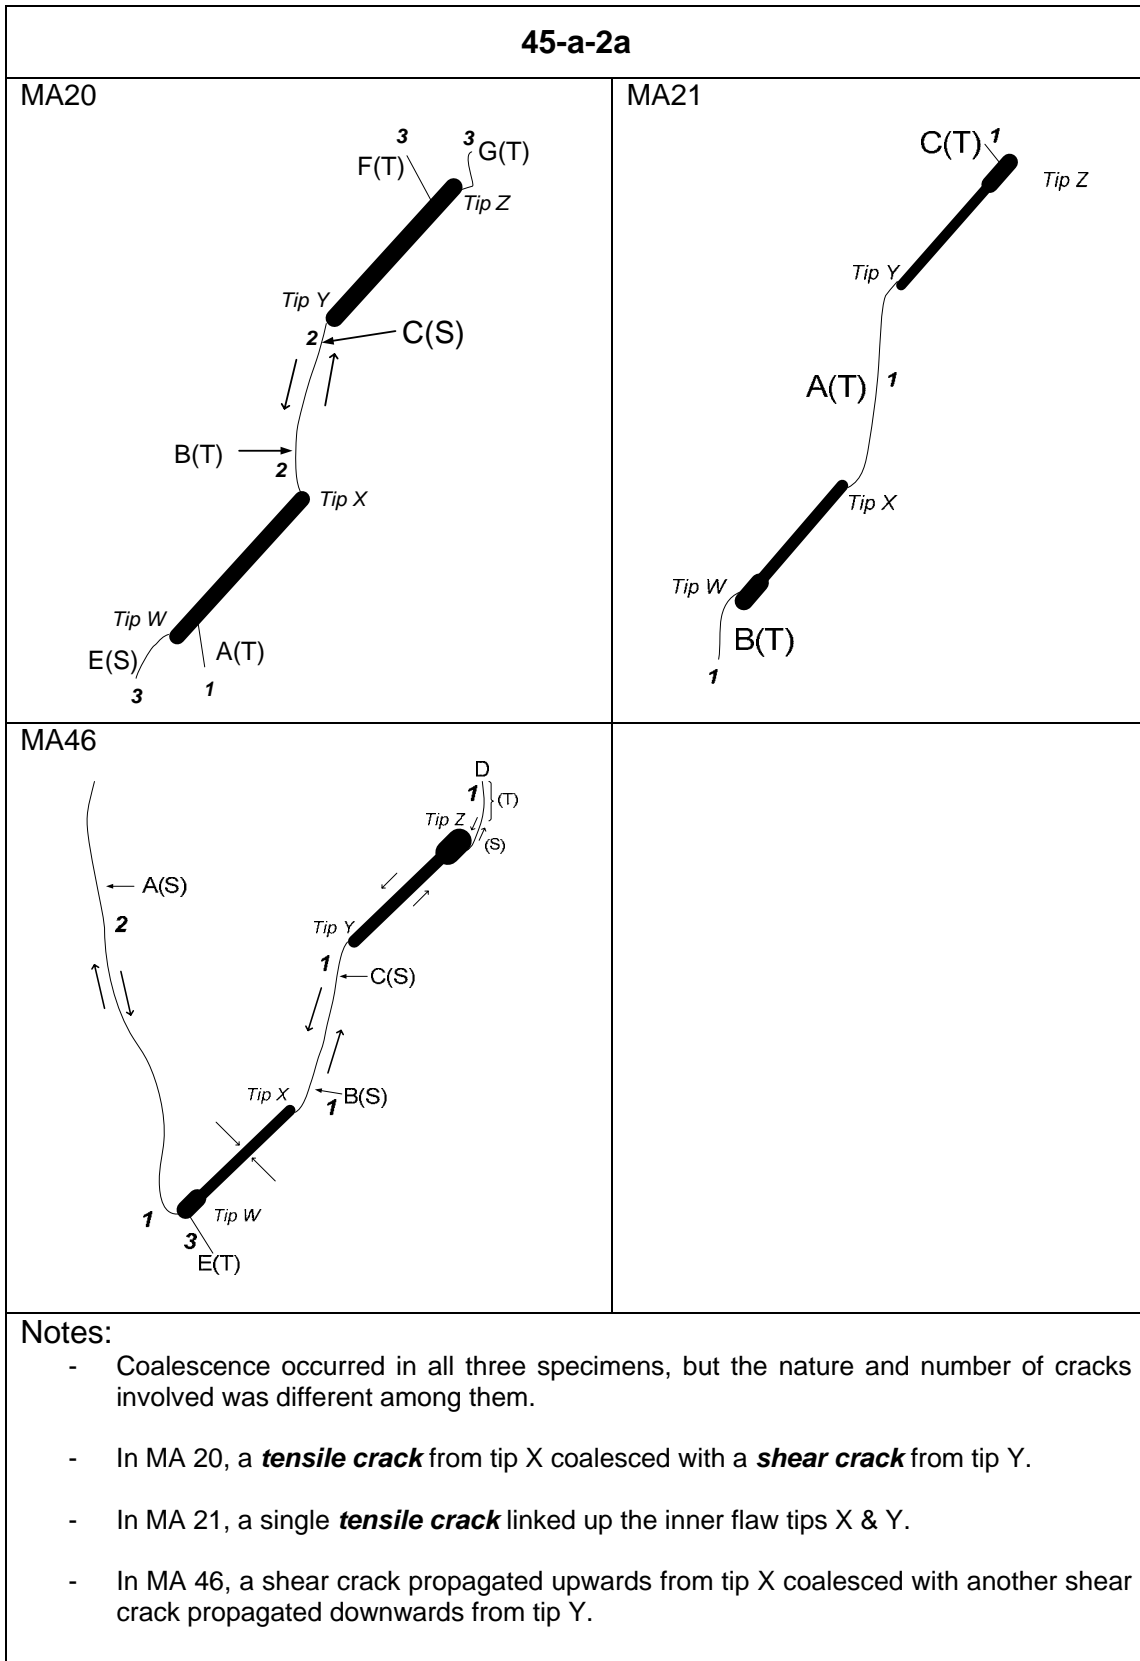 45-a-2a
MA20
3
3
F(T)
G(T)
Tip Z
Tip Y
2
C(S)
B(T)
2
Tip X
Tip W
E(S)
A(T)
3
1
MA21
C(T)
1
Tip Z
Tip Y
A(T)
1
Tip X
Tip W
B(T)
1
MA46
D
1
(T)
Tip Z
(S)
A(S)
2
Tip Y
1
C(S)
Tip X
1
B(S)
1
Tip W
3
E(T)
Notes:
- Coalescence occurred in all three specimens, but the nature and number of cracks
involved was different among them.
- In MA 20, a tensile crack from tip X coalesced with a shear crack from tip Y.
- In MA 21, a single tensile crack linked up the inner flaw tips X & Y.
- In MA 46, a shear crack propagated upwards from tip X coalesced with another shear
crack propagated downwards from tip Y.